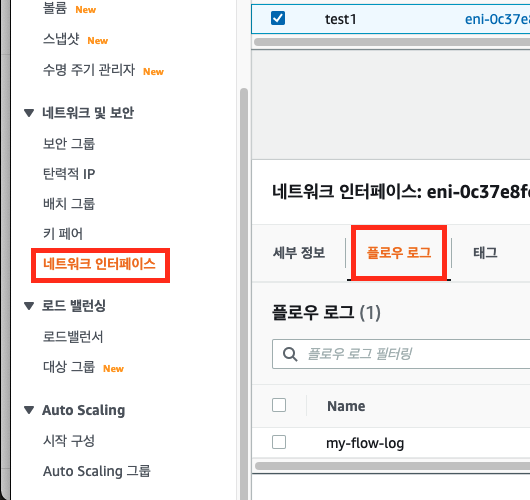 볼륨 New
스냅샷 New
수명 주기 관리자 New
네트워크 및 보안
보안 그룹
탄력적 IP
배치 그룹
키 페어
네트워크 인터페이스
로드 밸런싱
로드밸런서
대상 그룹 New
Auto Scaling
시작 구성
Auto Scaling 그룹
test1 eni-0c37e8
네트워크 인터페이스: eni-0c37e8f
세부 정보 플로우 로그 태그
플로우 로그 (1)
플로우 로그 필터링
Name
my-flow-log